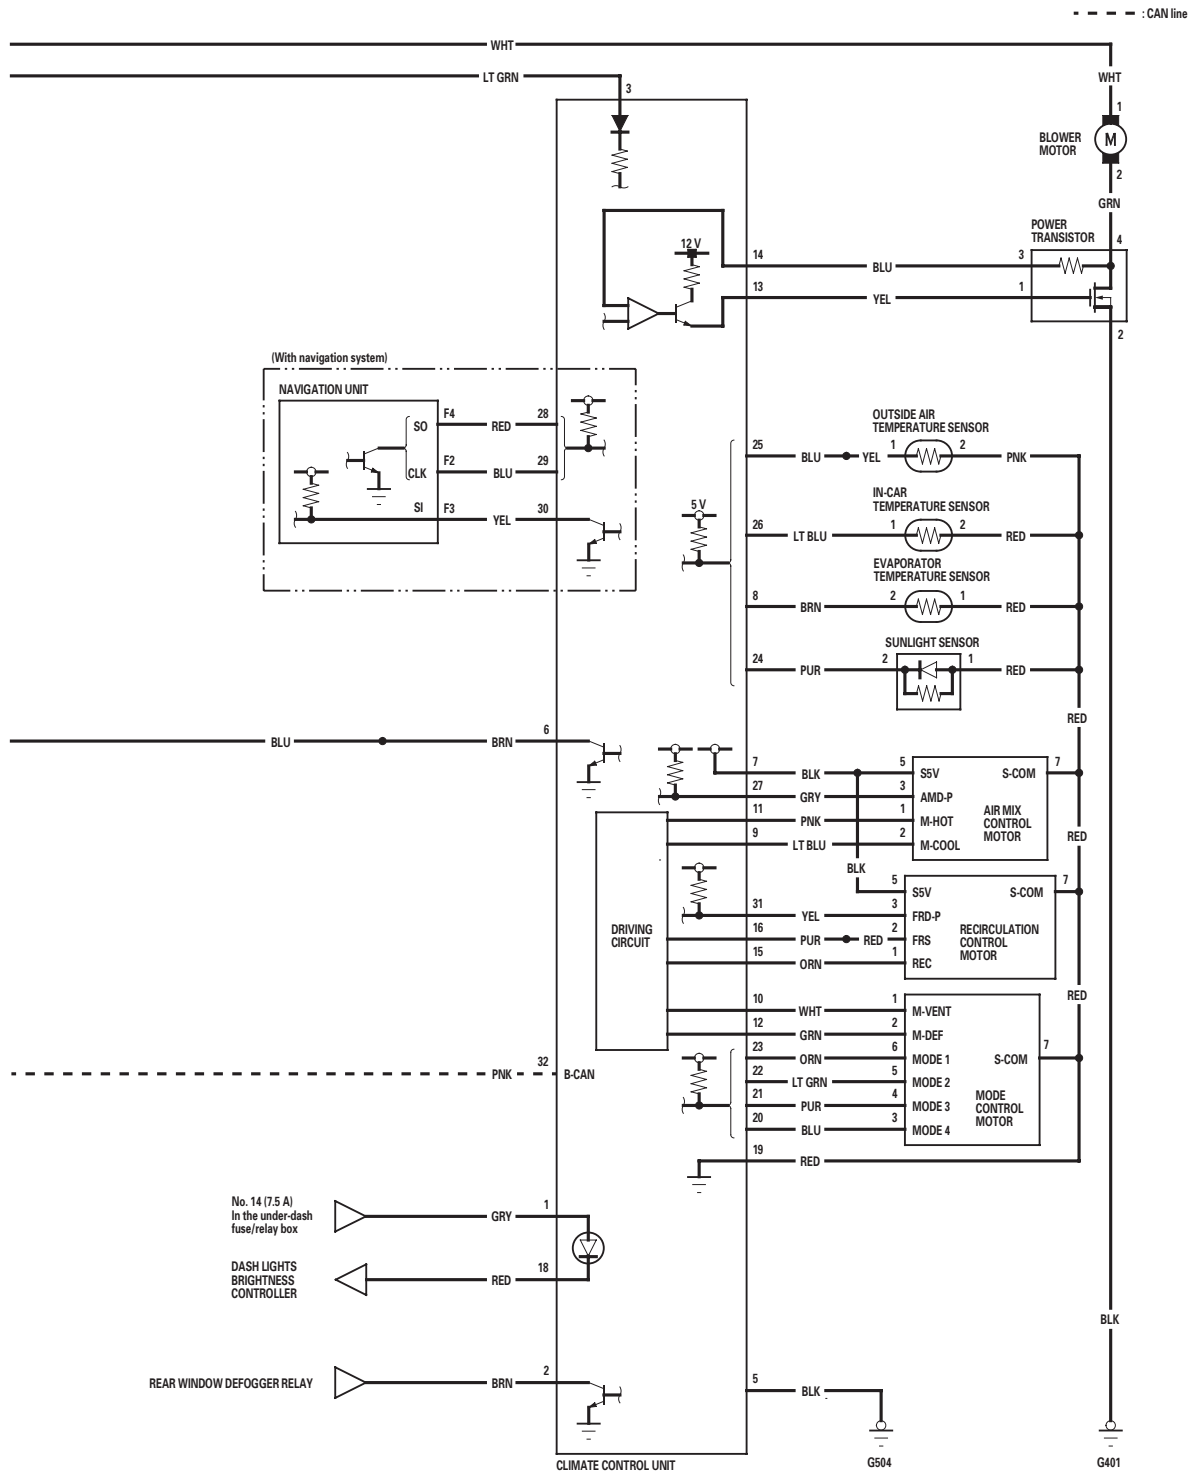 : CAN line
WHT
LT GRN
WHT
3
1
BLOWER
MOTOR
M
2
GRN
POWER
TRANSISTOR
4
12 V
14
BLU
3
13
YEL
1
2
(With navigation system)
NAVIGATION UNIT
SO
F4
RED
28
CLK
F2
BLU
29
SI
F3
YEL
30
OUTSIDE AIR
TEMPERATURE SENSOR
25
BLU
YEL
1
2
PNK
5 V
IN-CAR
TEMPERATURE SENSOR
26
LT BLU
1
2
RED
EVAPORATOR
TEMPERATURE SENSOR
8
BRN
2
1
RED
SUNLIGHT SENSOR
24
PUR
2
1
RED
RED
BLU
BRN
6
7
BLK
5
S5V
S-COM
7
27
GRY
3
AMD-P
11
PNK
1
M-HOT
9
LT BLU
2
M-COOL
AIR MIX
CONTROL
MOTOR
RED
BLK
5
S5V
S-COM
7
31
YEL
3
FRD-P
16
PUR
RED
2
FRS
15
ORN
1
REC
RECIRCULATION
CONTROL
MOTOR
DRIVING
CIRCUIT
RED
10
WHT
1
M-VENT
12
GRN
2
M-DEF
23
ORN
6
MODE 1
S-COM
7
22
LT GRN
5
MODE 2
21
PUR
4
MODE 3
20
BLU
3
MODE 4
MODE
CONTROL
MOTOR
19
RED
PNK
32
B-CAN
No. 14 (7.5 A)
In the under-dash
fuse/relay box
GRY
1
DASH LIGHTS
BRIGHTNESS
CONTROLLER
RED
18
BLK
REAR WINDOW DEFOGGER RELAY
BRN
2
5
BLK
CLIMATE CONTROL UNIT
G504
G401